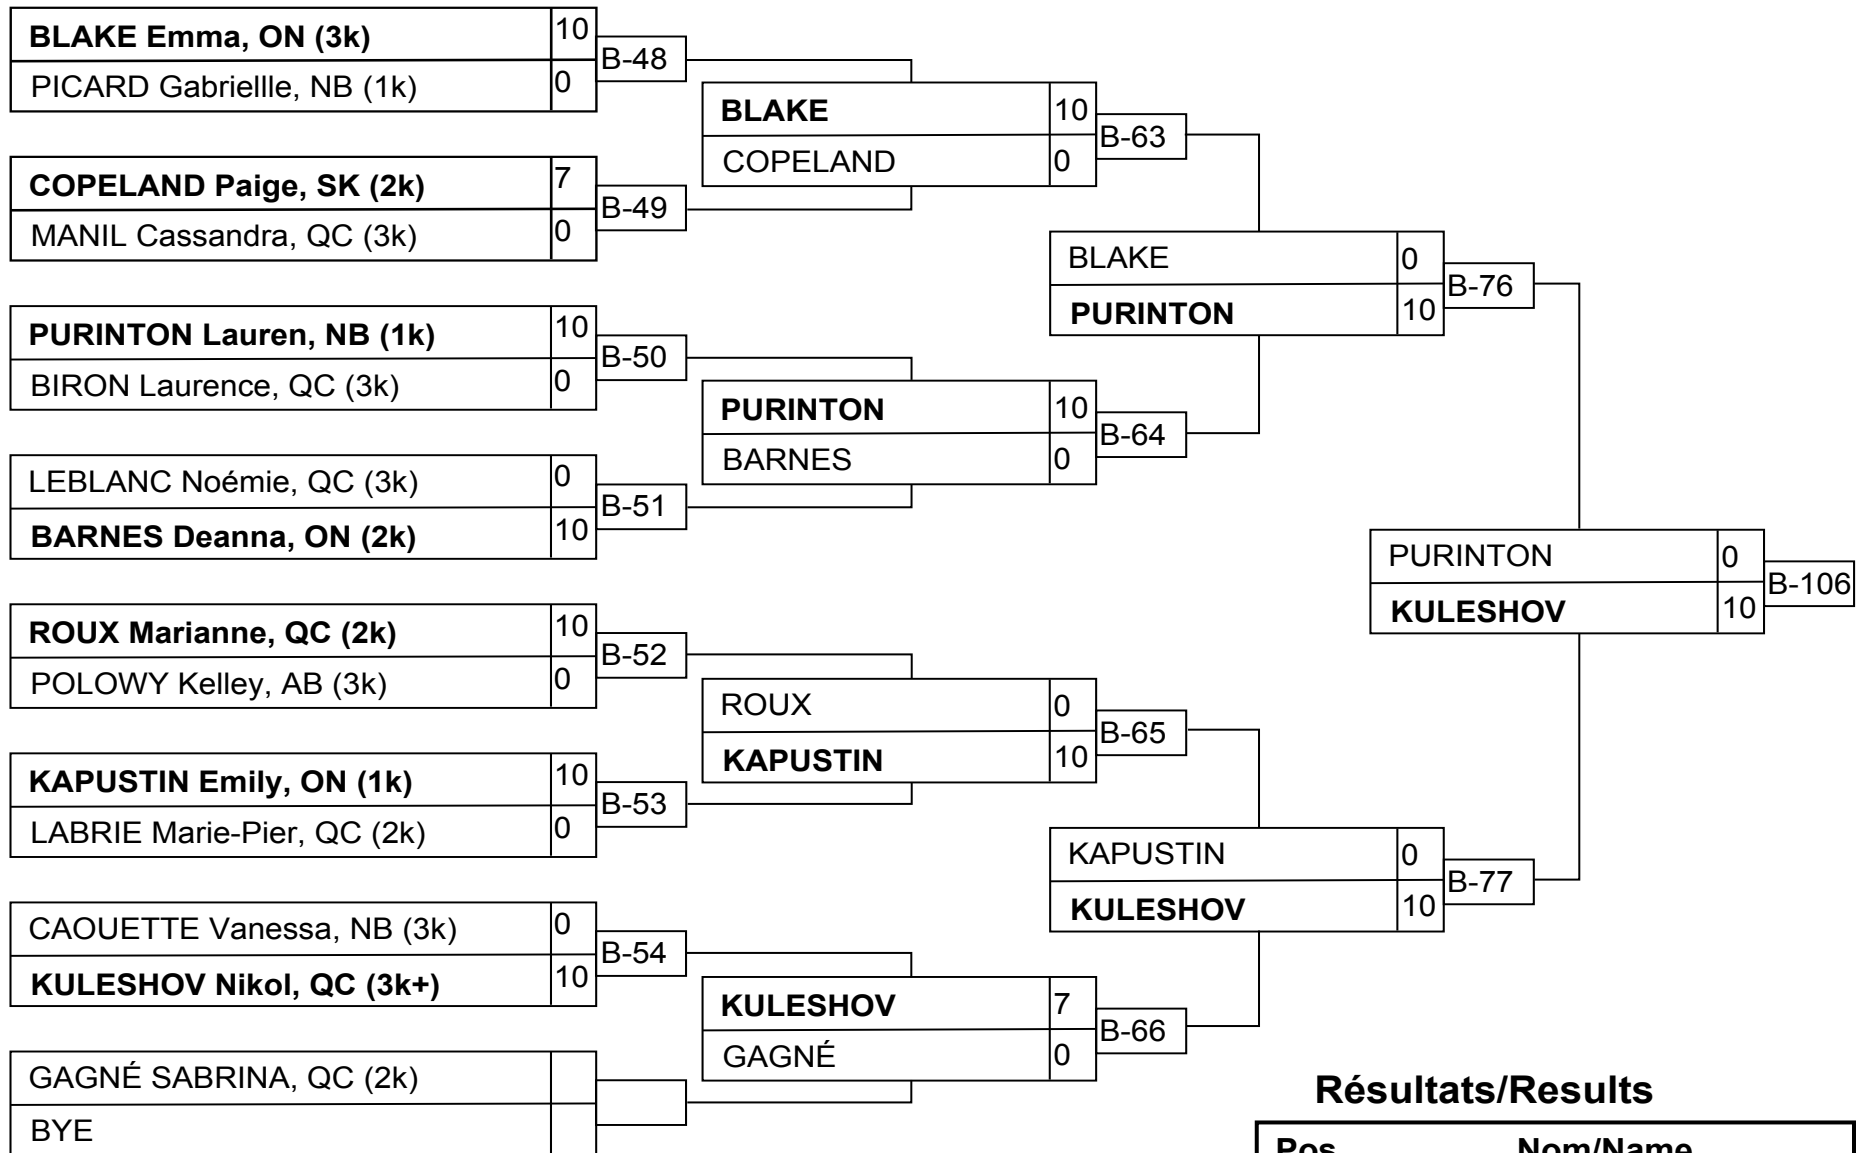 BLAKE Emma, ON (3k) 10
PICARD Gabriellle, NB (1k) 0
B-48
COPELAND Paige, SK (2k) 7
MANIL Cassandra, QC (3k) 0
B-49
PURINTON Lauren, NB (1k) 10
BIRON Laurence, QC (3k) 0
B-50
LEBLANC Noémie, QC (3k) 0
BARNES Deanna, ON (2k) 10
B-51
ROUX Marianne, QC (2k) 10
POLOWY Kelley, AB (3k) 0
B-52
KAPUSTIN Emily, ON (1k) 10
LABRIE Marie-Pier, QC (2k) 0
B-53
CAOUETTE Vanessa, NB (3k) 0
KULESHOV Nikol, QC (3k+) 10
B-54
GAGNÉ SABRINA, QC (2k)
BYE
BLAKE 10
COPELAND 0
B-63
PURINTON 10
BARNES 0
B-64
ROUX 0
KAPUSTIN 10
B-65
KULESHOV 7
GAGNÉ 0
B-66
BLAKE 0
PURINTON 10
B-76
KAPUSTIN 0
KULESHOV 10
B-77
PURINTON 0
KULESHOV 10
B-106
Résultats/Results
Pos Nom/Name